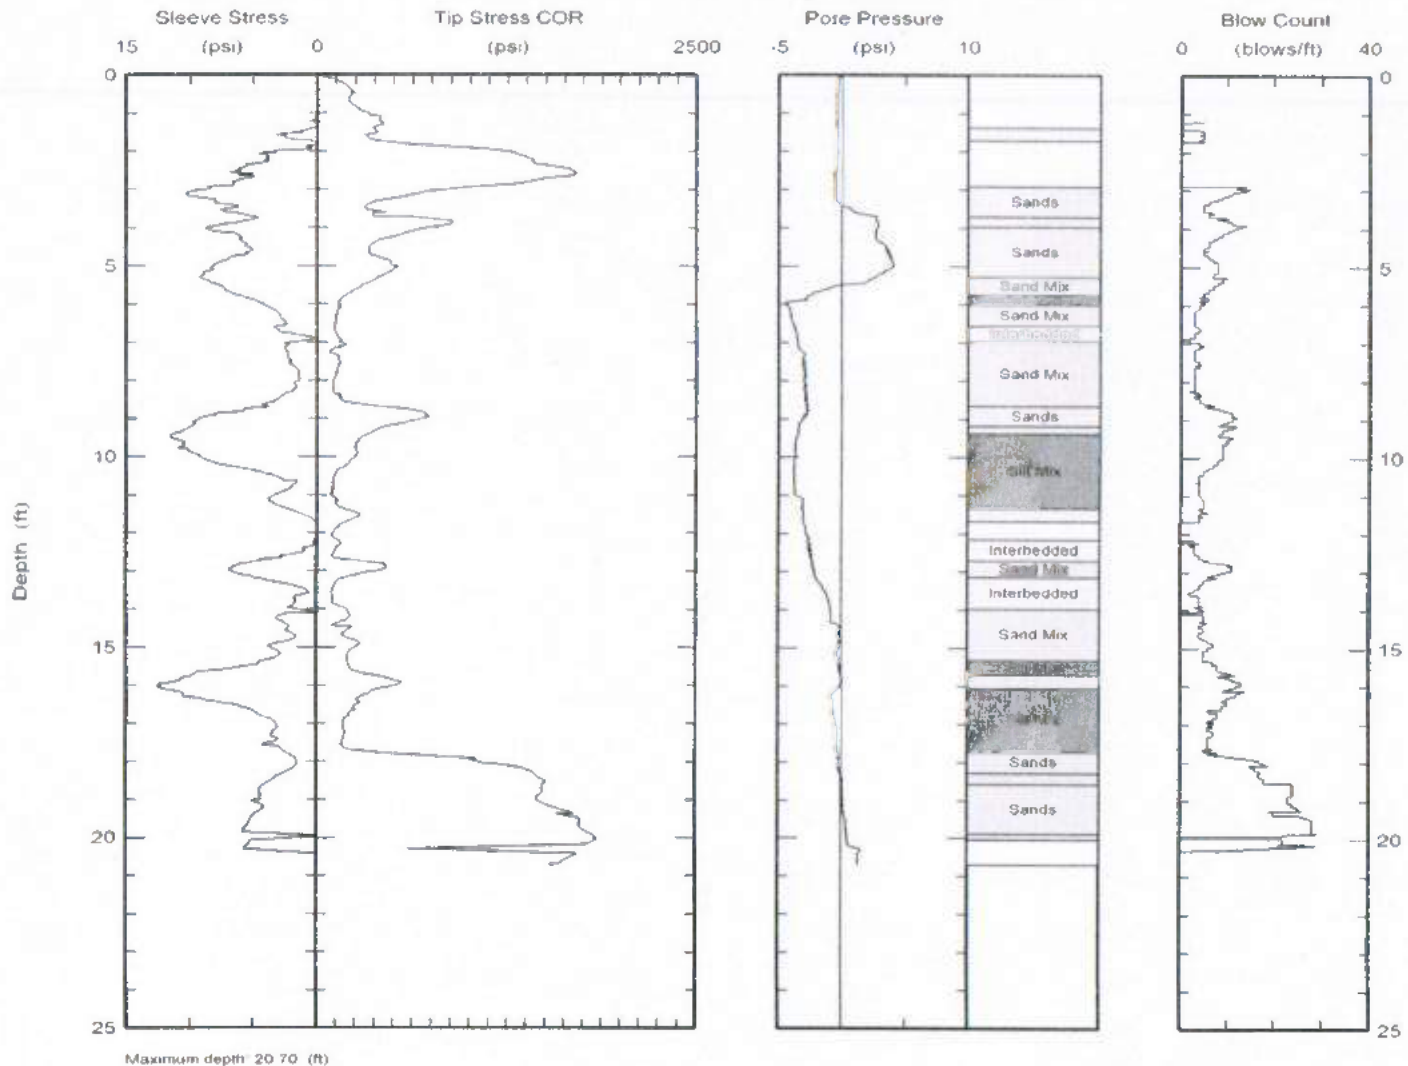 Sleeve Stress Tip Stress COR Pore Pressure Blow Count
15 (psi) 0 (psi) 2500 -5 (psi) 10 0 (blows/ft) 40
0 0
Sands
Sands
5 5
Sand Mix
Sand Mix
Interbedded
Sand Mix
Sands
10 10
Silt Mix
Interbedded
Sand Mix
Interbedded
Sand Mix
15 15
Sands
Sands
20 20
25 25
Depth (ft)
Maximum depth: 20.70 (ft)